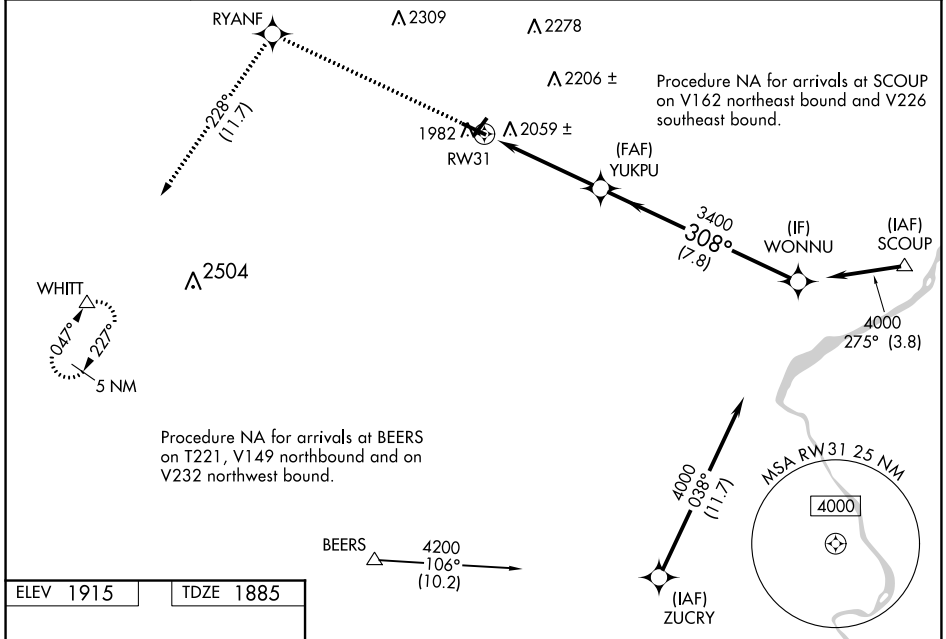 RYANF
2309
2278
2206 ±
Procedure NA for arrivals at SCOUP
on V162 northeast bound and V226
southeast bound.
228°
(11.7)
1982
2059 ±
RW31
(FAF)
YUKPU
3400
308°
(7.8)
(IF)
WONNU
(IAF)
SCOUP
2504
WHITT
047°
227°
5 NM
4000
275° (3.8)
Procedure NA for arrivals at BEERS
on T221, V149 northbound and on
V232 northwest bound.
4000
038°
(11.7)
MSA RW31 25 NM
4000
BEERS
4200
106°
(10.2)
(IAF)
ZUCRY
ELEV 1915
TDZE 1885